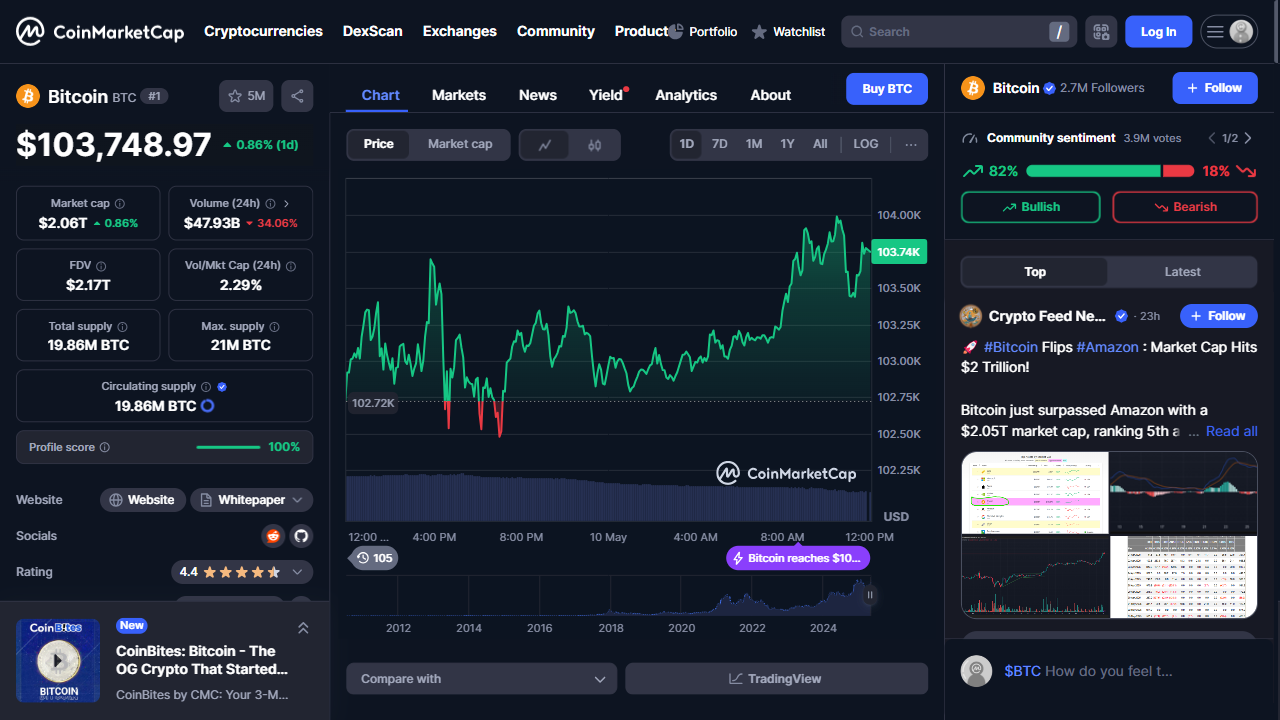 CoinMarketCap
Cryptocurrencies
DexScan
Exchanges
Community
Product
Portfolio
Watchlist
Search
/
Log In
Bitcoin BTC #1
5M
$103,748.97
0.86% (1d)
Market cap
$2.06T 0.86%
Volume (24h)
$47.93B 34.06%
FDV
$2.17T
Vol/Mkt Cap (24h)
2.29%
Total supply
19.86M BTC
Max. supply
21M BTC
Circulating supply
19.86M BTC
Profile score
100%
Website
Website
Whitepaper
Socials
Rating
4.4
CoinBites
BITCOIN
New
CoinBites: Bitcoin - The
OG Crypto That Started...
CoinBites by CMC: Your 3-M...
Chart
Markets
News
Yield
Analytics
About
Buy BTC
Price
Market cap
1D
7D
1M
1Y
All
LOG
...
104.00K
103.74K
103.50K
103.25K
103.00K
102.75K
102.50K
102.25K
102.72K
CoinMarketCap
USD
12:00 ...
4:00 PM
8:00 PM
10 May
4:00 AM
8:00 AM
12:00 PM
105
Bitcoin reaches $10...
2012
2014
2016
2018
2020
2022
2024
Compare with
TradingView
Bitcoin
2.7M Followers
+ Follow
Community sentiment
3.9M votes
1/2
82%
18%
Bullish
Bearish
Top
Latest
Crypto Feed Ne...
· 23h
+ Follow
🚀 #Bitcoin Flips #Amazon : Market Cap Hits
$2 Trillion!
Bitcoin just surpassed Amazon with a
$2.05T market cap, ranking 5th a ... Read all
$BTC How do you feel t...